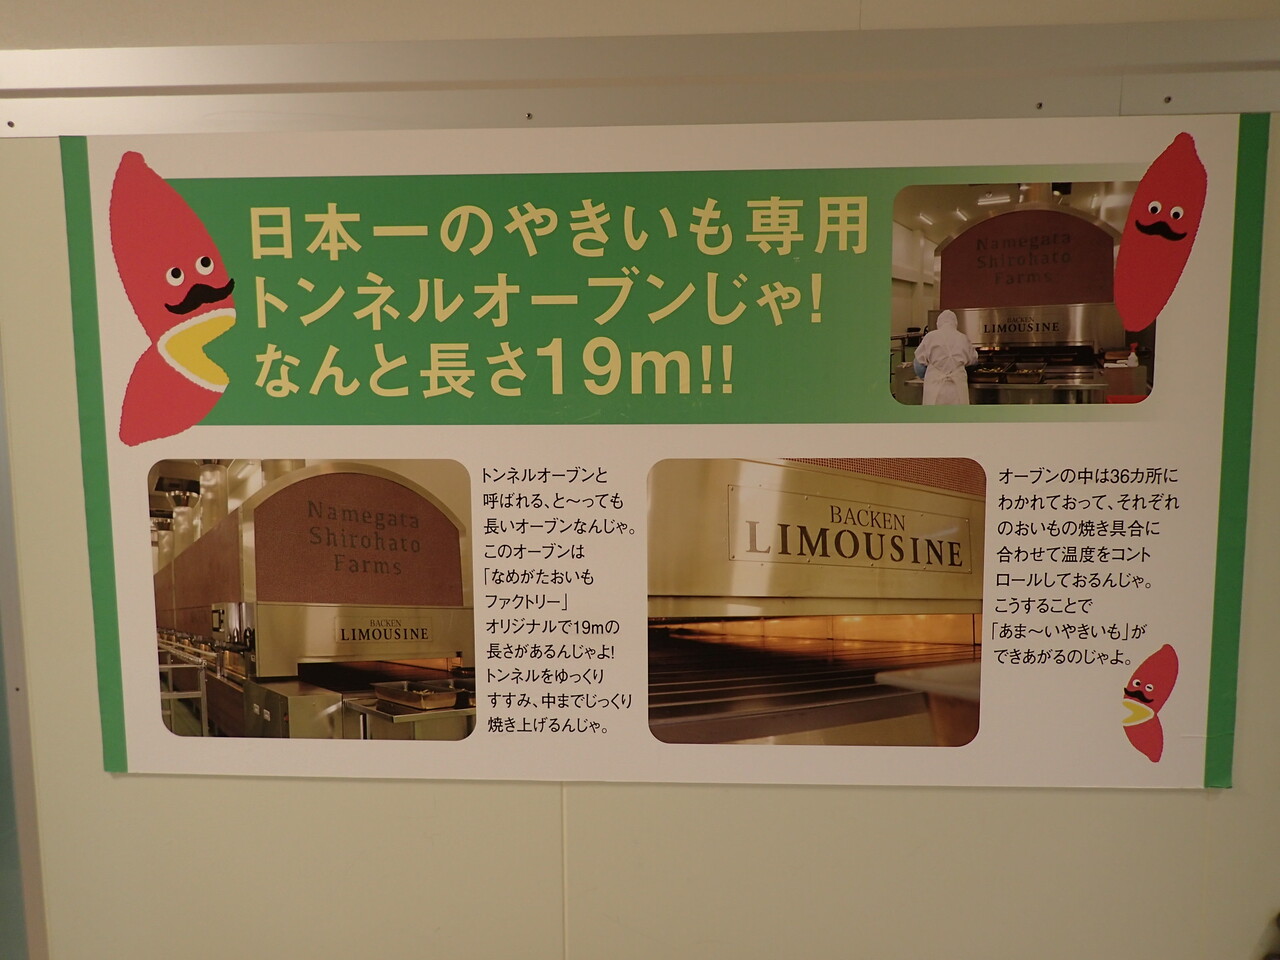 日本一のやきいも専用
トンネルオーブンじゃ!
なんと長さ19m!!
Namegata
Shirohato
Farms
BACKEN
LIMOUSINE
Namegata
Shirohato
Farms
BACKEN
LIMOUSINE
トンネルオーブンと
呼ばれる、と〜っても
長いオーブンなんじゃ。
このオーブンは
「なめがたおいも
ファクトリー」
オリジナルで19mの
長さがあるんじゃよ!
トンネルをゆっくり
すすみ、中までじっくり
焼き上げるんじゃ。
BACKEN
LIMOUSINE
オーブンの中は36カ所に
わかれておって、それぞれ
のおいもの焼き具合に
合わせて温度をコント
ロールしておるんじゃ。
こうすることで
「あま〜いやきいも」が
できあがるのじゃよ。